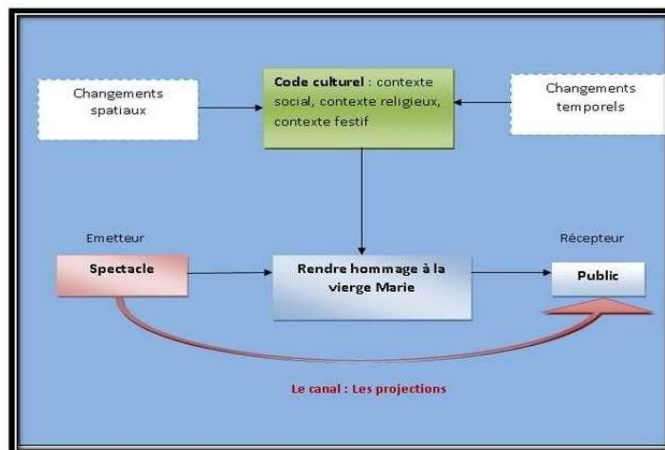 Changements
spatiaux
Code culturel : contexte
social, contexte religieux,
contexte festif
Changements
temporels
Emetteur
Récepteur
Spectacle
Rendre hommage à la
vierge Marie
Public
Le canal : Les projections